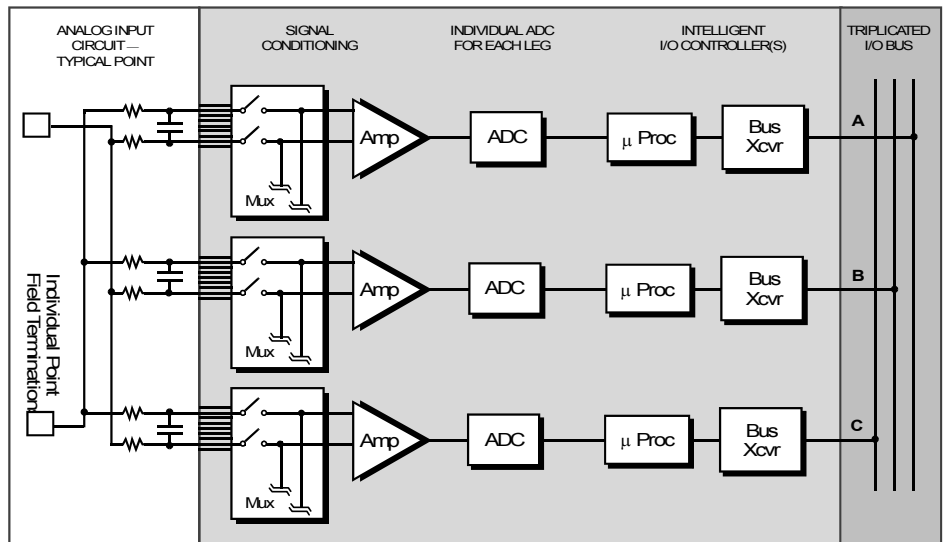 ANALOG INPUT
CIRCUIT —
TYPICAL POINT
SIGNAL
CONDITIONING
INDIVIDUAL ADC
FOR EACH LEG
INTELLIGENT
I/O CONTROLLER(S)
TRIPLICATED
I/O BUS
Amp
ADC
μ Proc
Bus
Xcvr
A
Mux
Individual Point
Field Termination
Amp
ADC
μ Proc
Bus
Xcvr
B
Mux
Amp
ADC
μ Proc
Bus
Xcvr
C
Mux